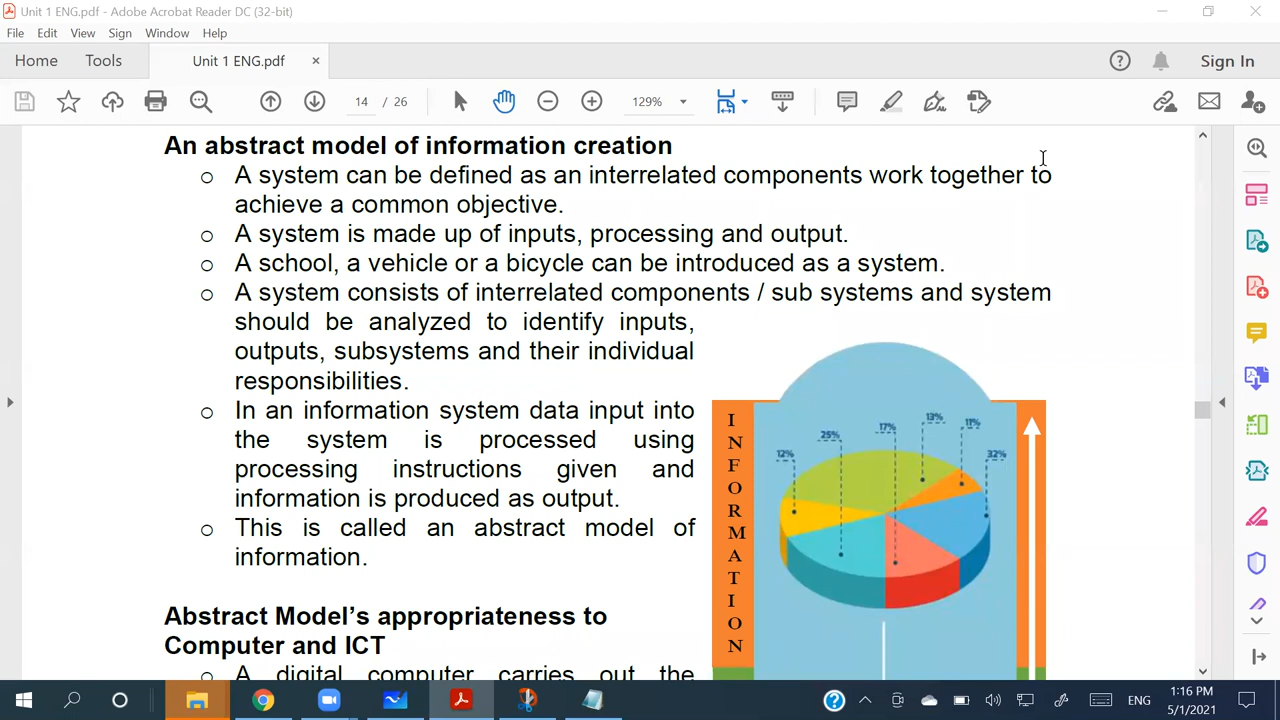 Unit 1 ENG.pdf - Adobe Acrobat Reader DC (32-bit)
File Edit View Sign Window Help
Home Tools Unit 1 ENG.pdf × Sign In
14 / 26 129%
An abstract model of information creation
o A system can be defined as an interrelated components work together to
achieve a common objective.
o A system is made up of inputs, processing and output.
o A school, a vehicle or a bicycle can be introduced as a system.
o A system consists of interrelated components / sub systems and system
should be analyzed to identify inputs,
outputs, subsystems and their individual
responsibilities.
o In an information system data input into
the system is processed using
processing instructions given and
information is produced as output.
o This is called an abstract model of
information.
INFORMATION
12% 25% 17% 13% 11% 32%
Abstract Model's appropriateness to
Computer and ICT
o A digital computer carries out the
ENG
1:16 PM
5/1/2021